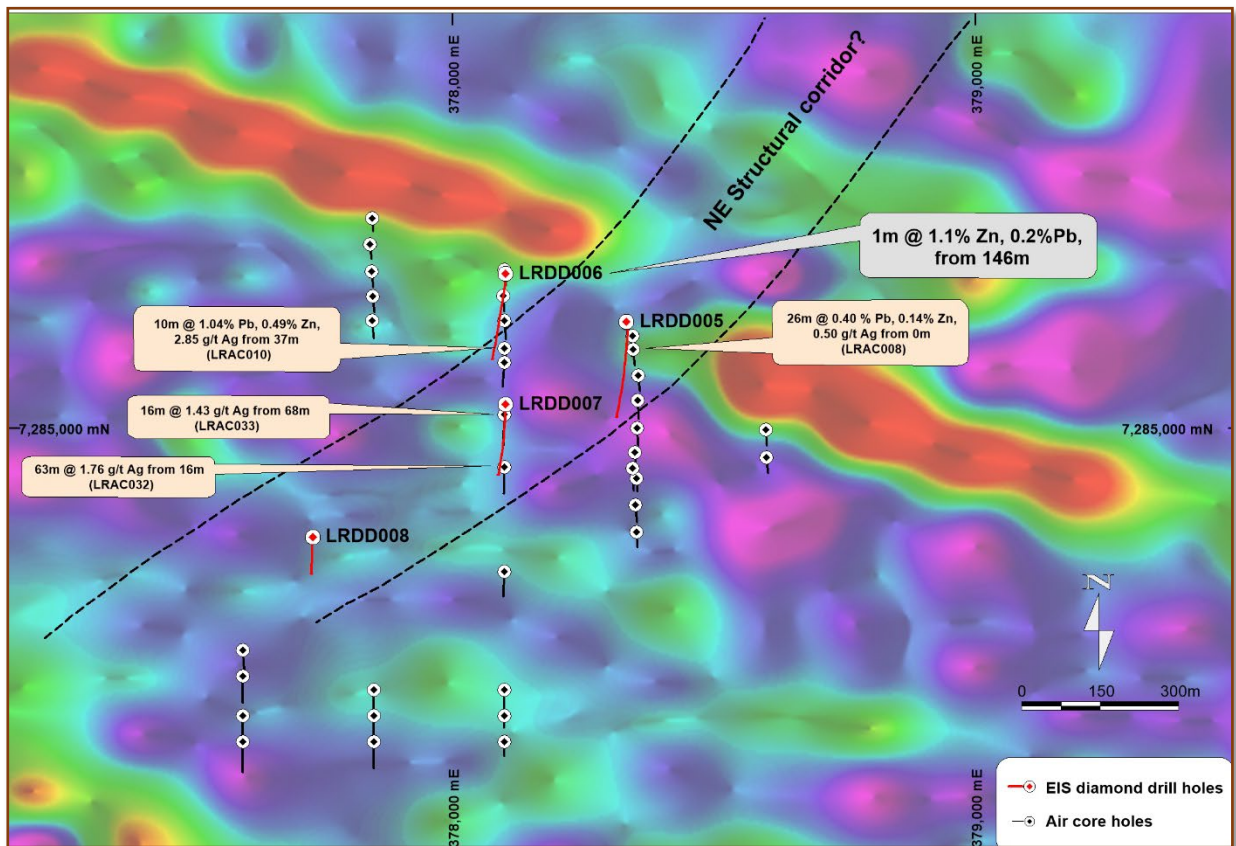 378,000 mE
379,000 mE
NE Structural corridor?
1m @ 1.1% Zn, 0.2%Pb,
from 146m
LRDD006
10m @ 1.04% Pb, 0.49% Zn,
2.85 g/t Ag from 37m
(LRAC010)
LRDD005
26m @ 0.40 % Pb, 0.14% Zn,
0.50 g/t Ag from 0m
(LRAC008)
LRDD007
16m @ 1.43 g/t Ag from 68m
(LRAC033)
7,285,000 mN
7,285,000 mN
63m @ 1.76 g/t Ag from 16m
(LRAC032)
LRDD008
N
0 150 300m
378,000 mE
379,000 mE
EIS diamond drill holes
Air core holes